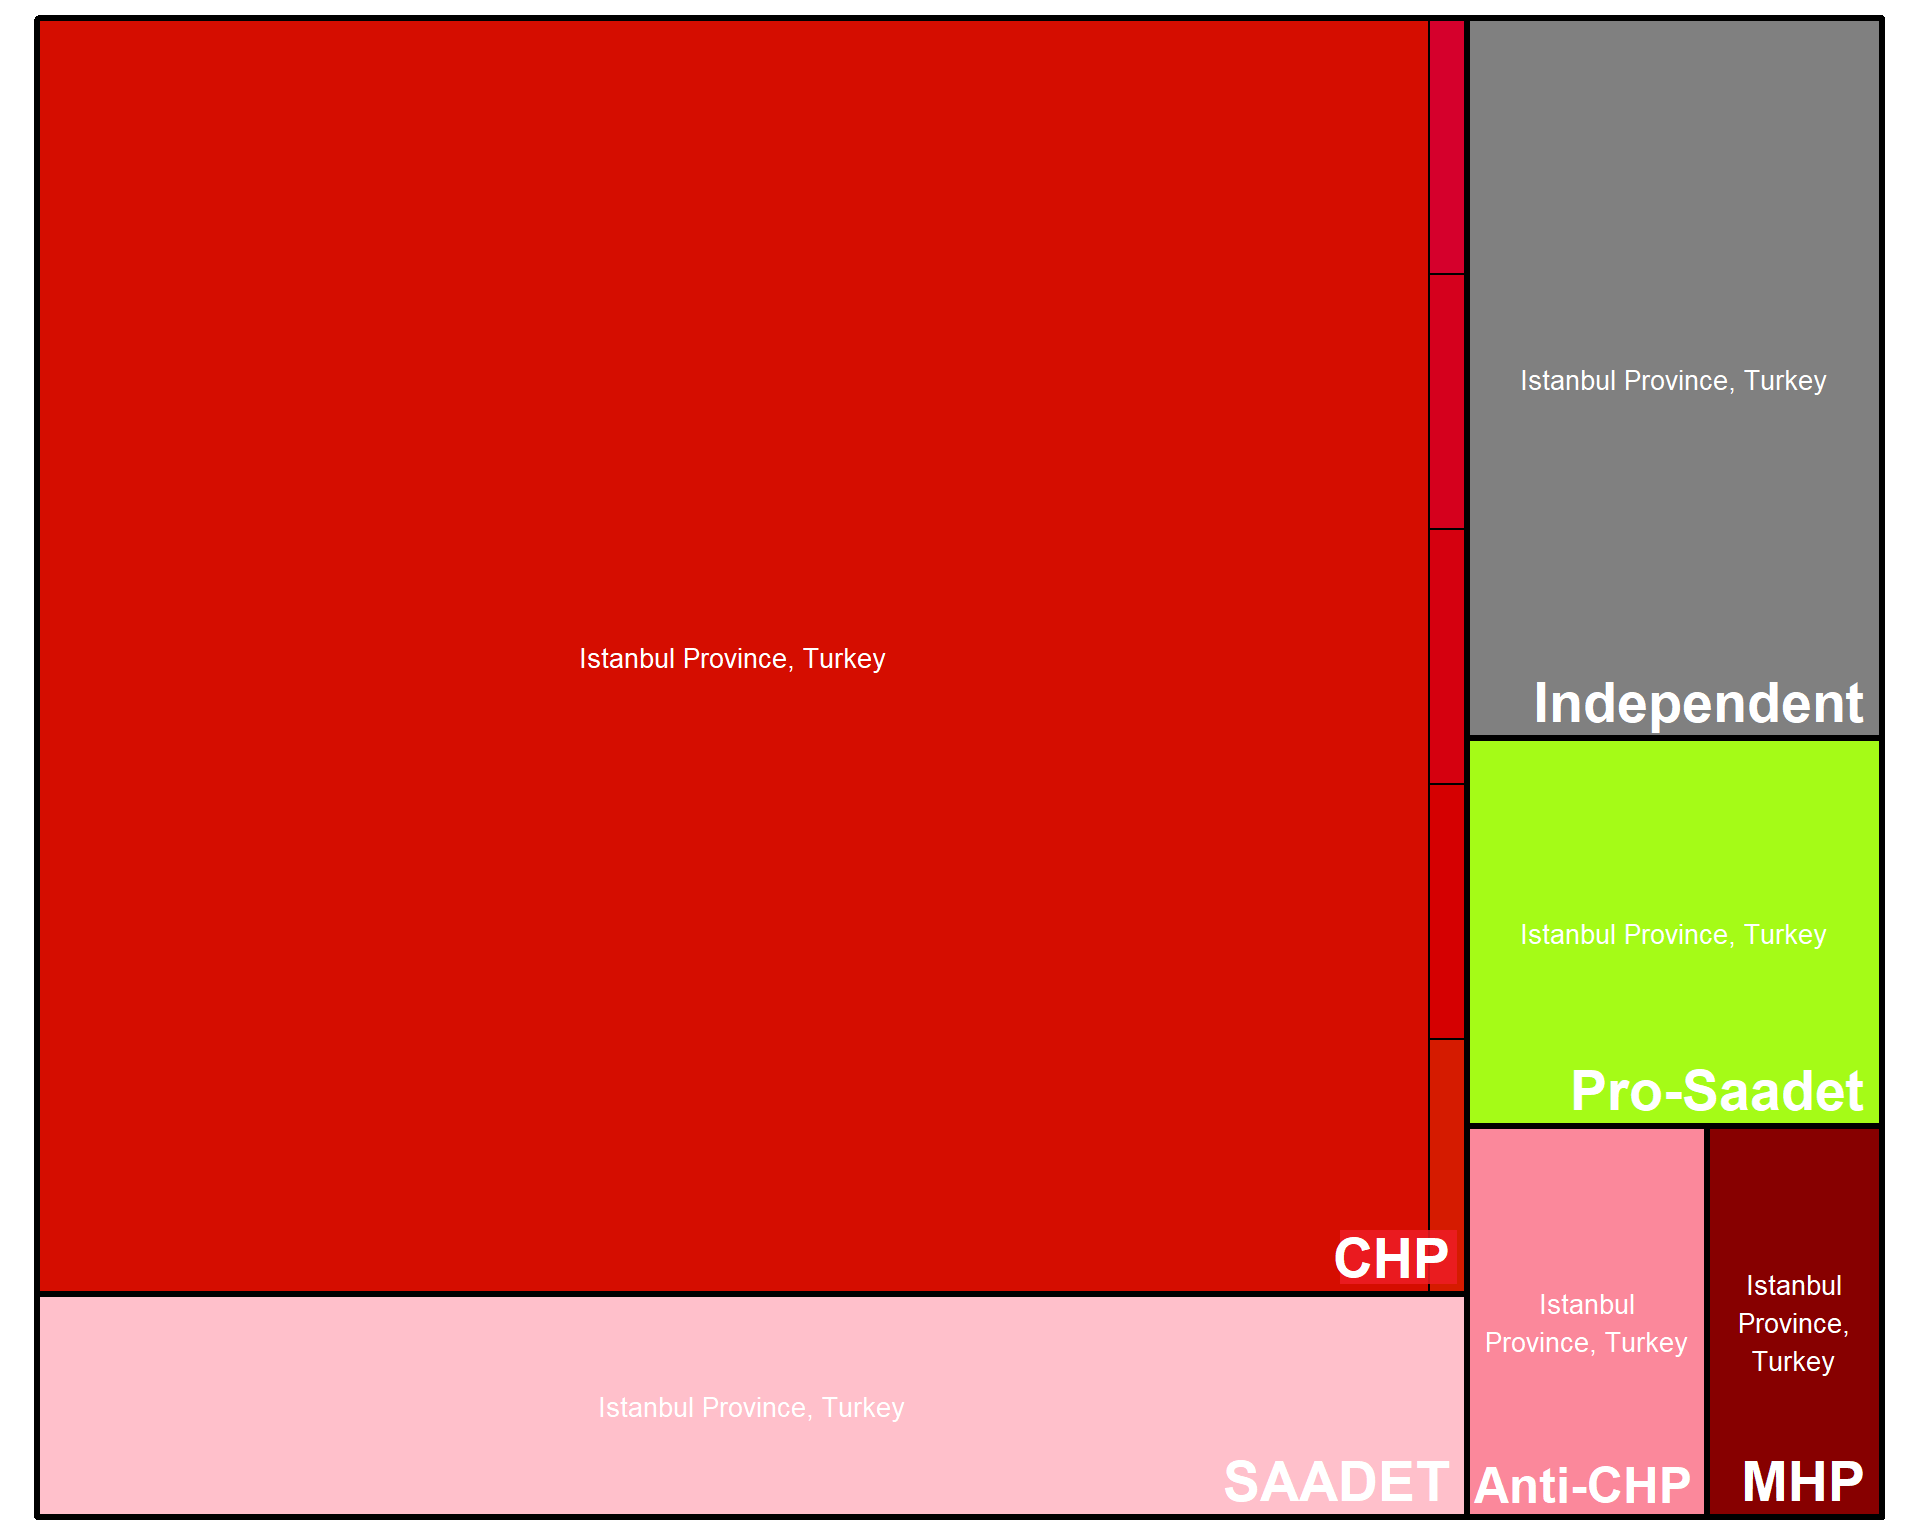 Istanbul Province, Turkey
CHP
Istanbul Province, Turkey
SAADET
Istanbul Province, Turkey
Independent
Istanbul Province, Turkey
Pro-Saadet
Istanbul
Province, Turkey
Anti-CHP
Istanbul
Province,
Turkey
MHP